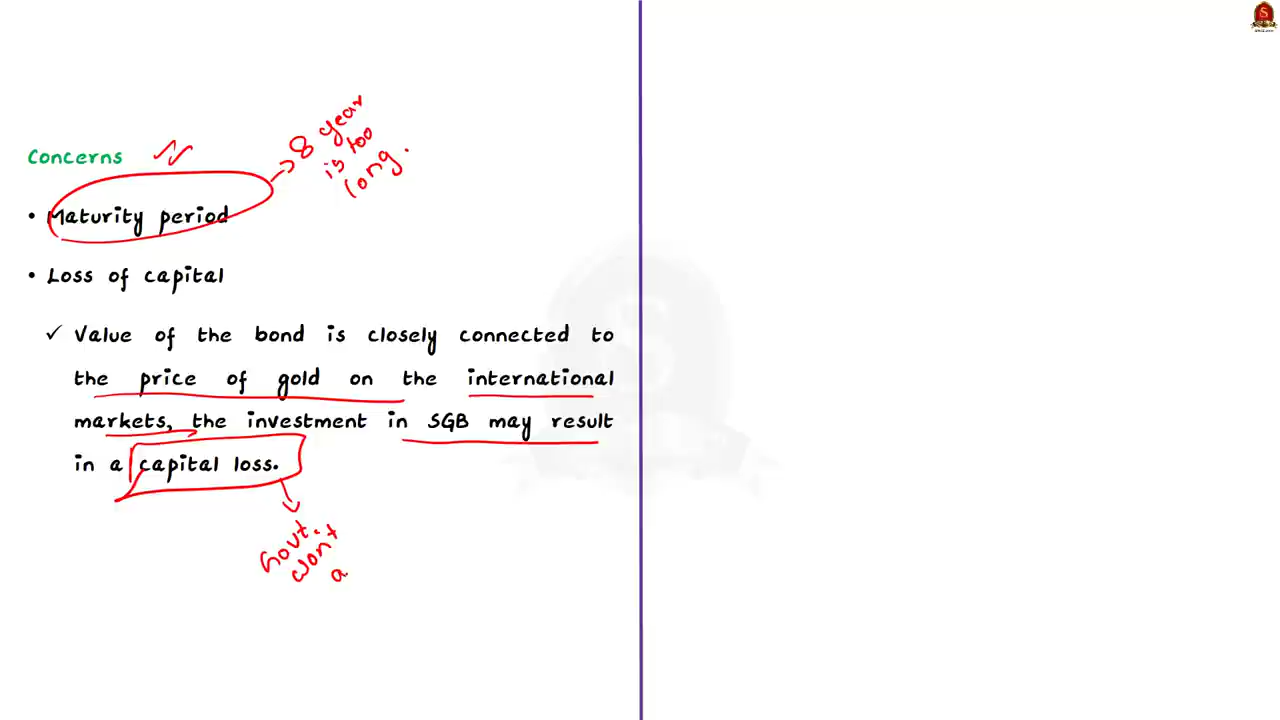 Concerns
→ 8 year
is too
long.
• Maturity period
• Loss of capital
✓ Value of the bond is closely connected to
the price of gold on the international
markets, the investment in SGB may result
in a capital loss.
Govt.
won't
a